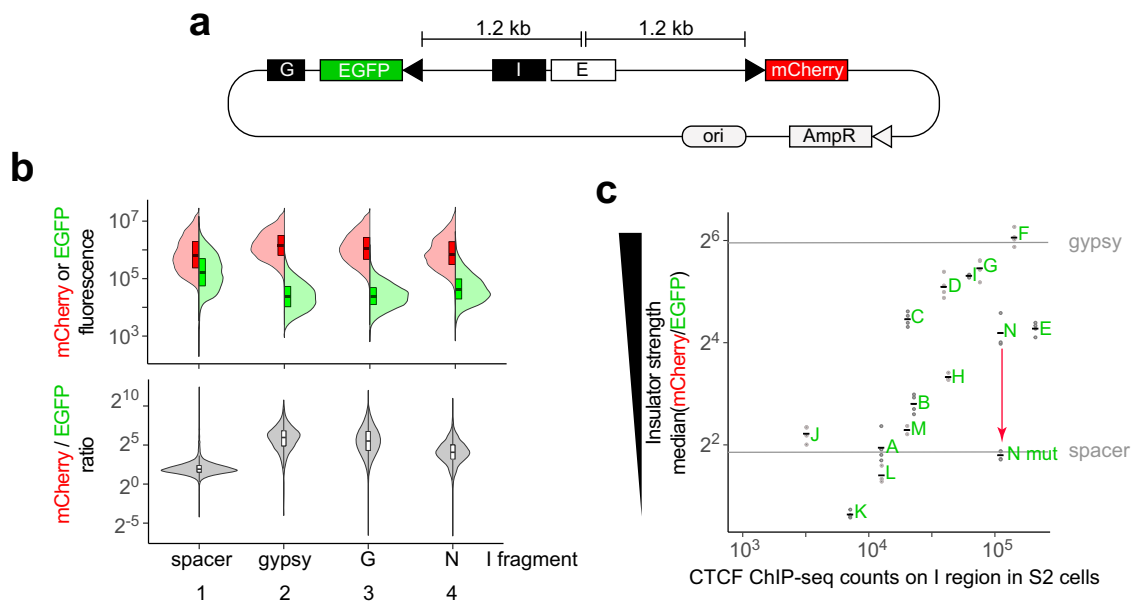 a
1.2 kb 1.2 kb
G EGFP I E mCherry
ori AmpR
b
mCherry or EGFP
fluorescence
10^7
10^5
10^3
mCherry / EGFP
ratio
2^10
2^5
2^0
2^-5
spacer gypsy G N I fragment
1 2 3 4
c
Insulator strength
median(mCherry/EGFP)
2^6
2^4
2^2
gypsy
spacer
F
G
I
D
C
N
E
H
B
M
J
A
N mut
L
K
10^3 10^4 10^5
CTCF ChIP-seq counts on I region in S2 cells